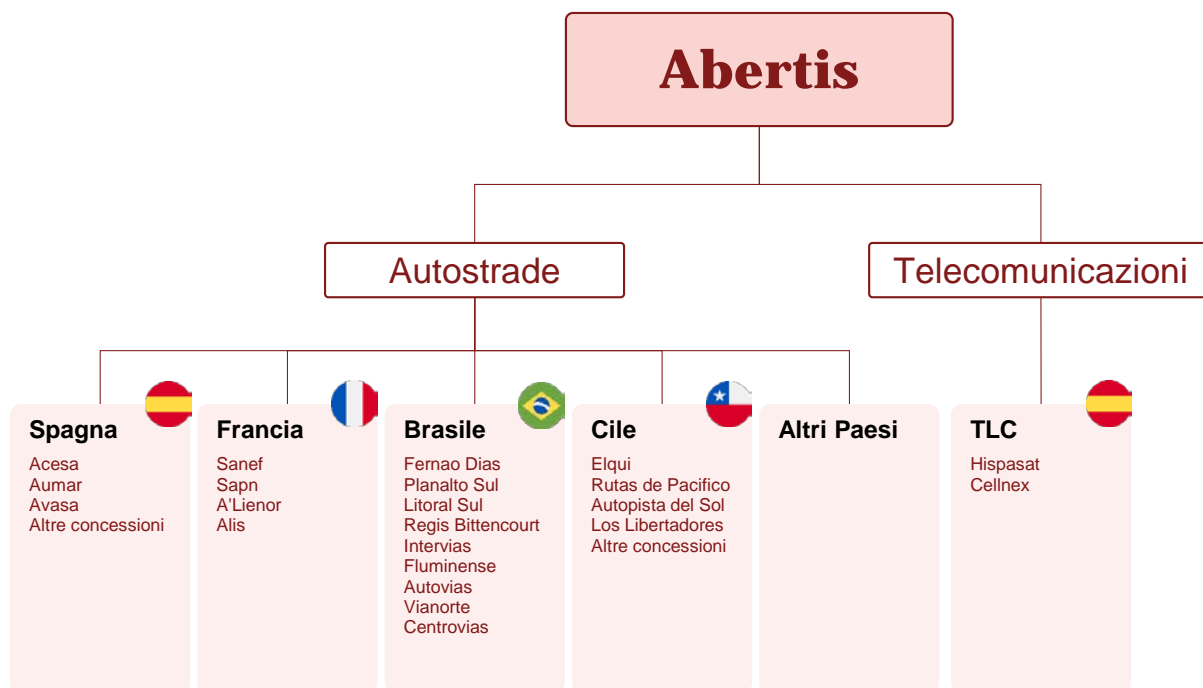 Abertis
Autostrade
Telecomunicazioni
Spagna
Acesa
Aumar
Avasa
Altre concessioni
Francia
Sanef
Sapn
A'Lienor
Alis
Brasile
Fernao Dias
Planalto Sul
Litoral Sul
Regis Bittencourt
Intervias
Fluminense
Autovias
Vianorte
Centrovias
Cile
Elqui
Rutas de Pacifico
Autopista del Sol
Los Libertadores
Altre concessioni
Altri Paesi
TLC
Hispasat
Cellnex